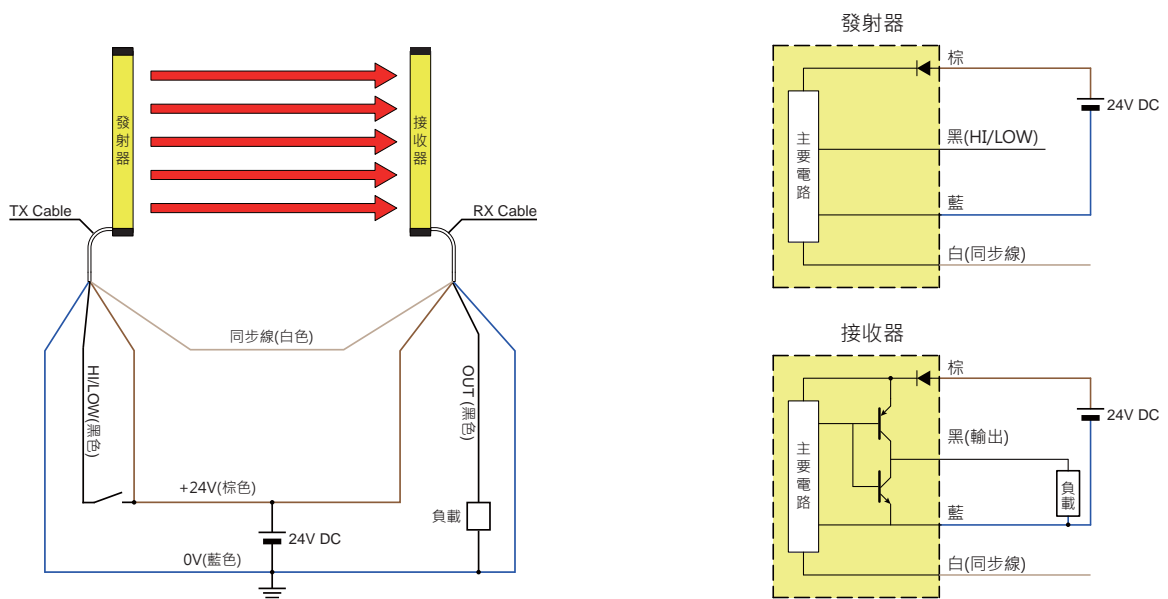 發射器
接收器
TX Cable
RX Cable
同步線(白色)
HI/LOW(黑色)
OUT (黑色)
+24V(棕色)
負載
24V DC
0V(藍色)
發射器
棕
24V DC
主要電路
黑(HI/LOW)
藍
白(同步線)
接收器
棕
24V DC
主要電路
黑(輸出)
負載
藍
白(同步線)